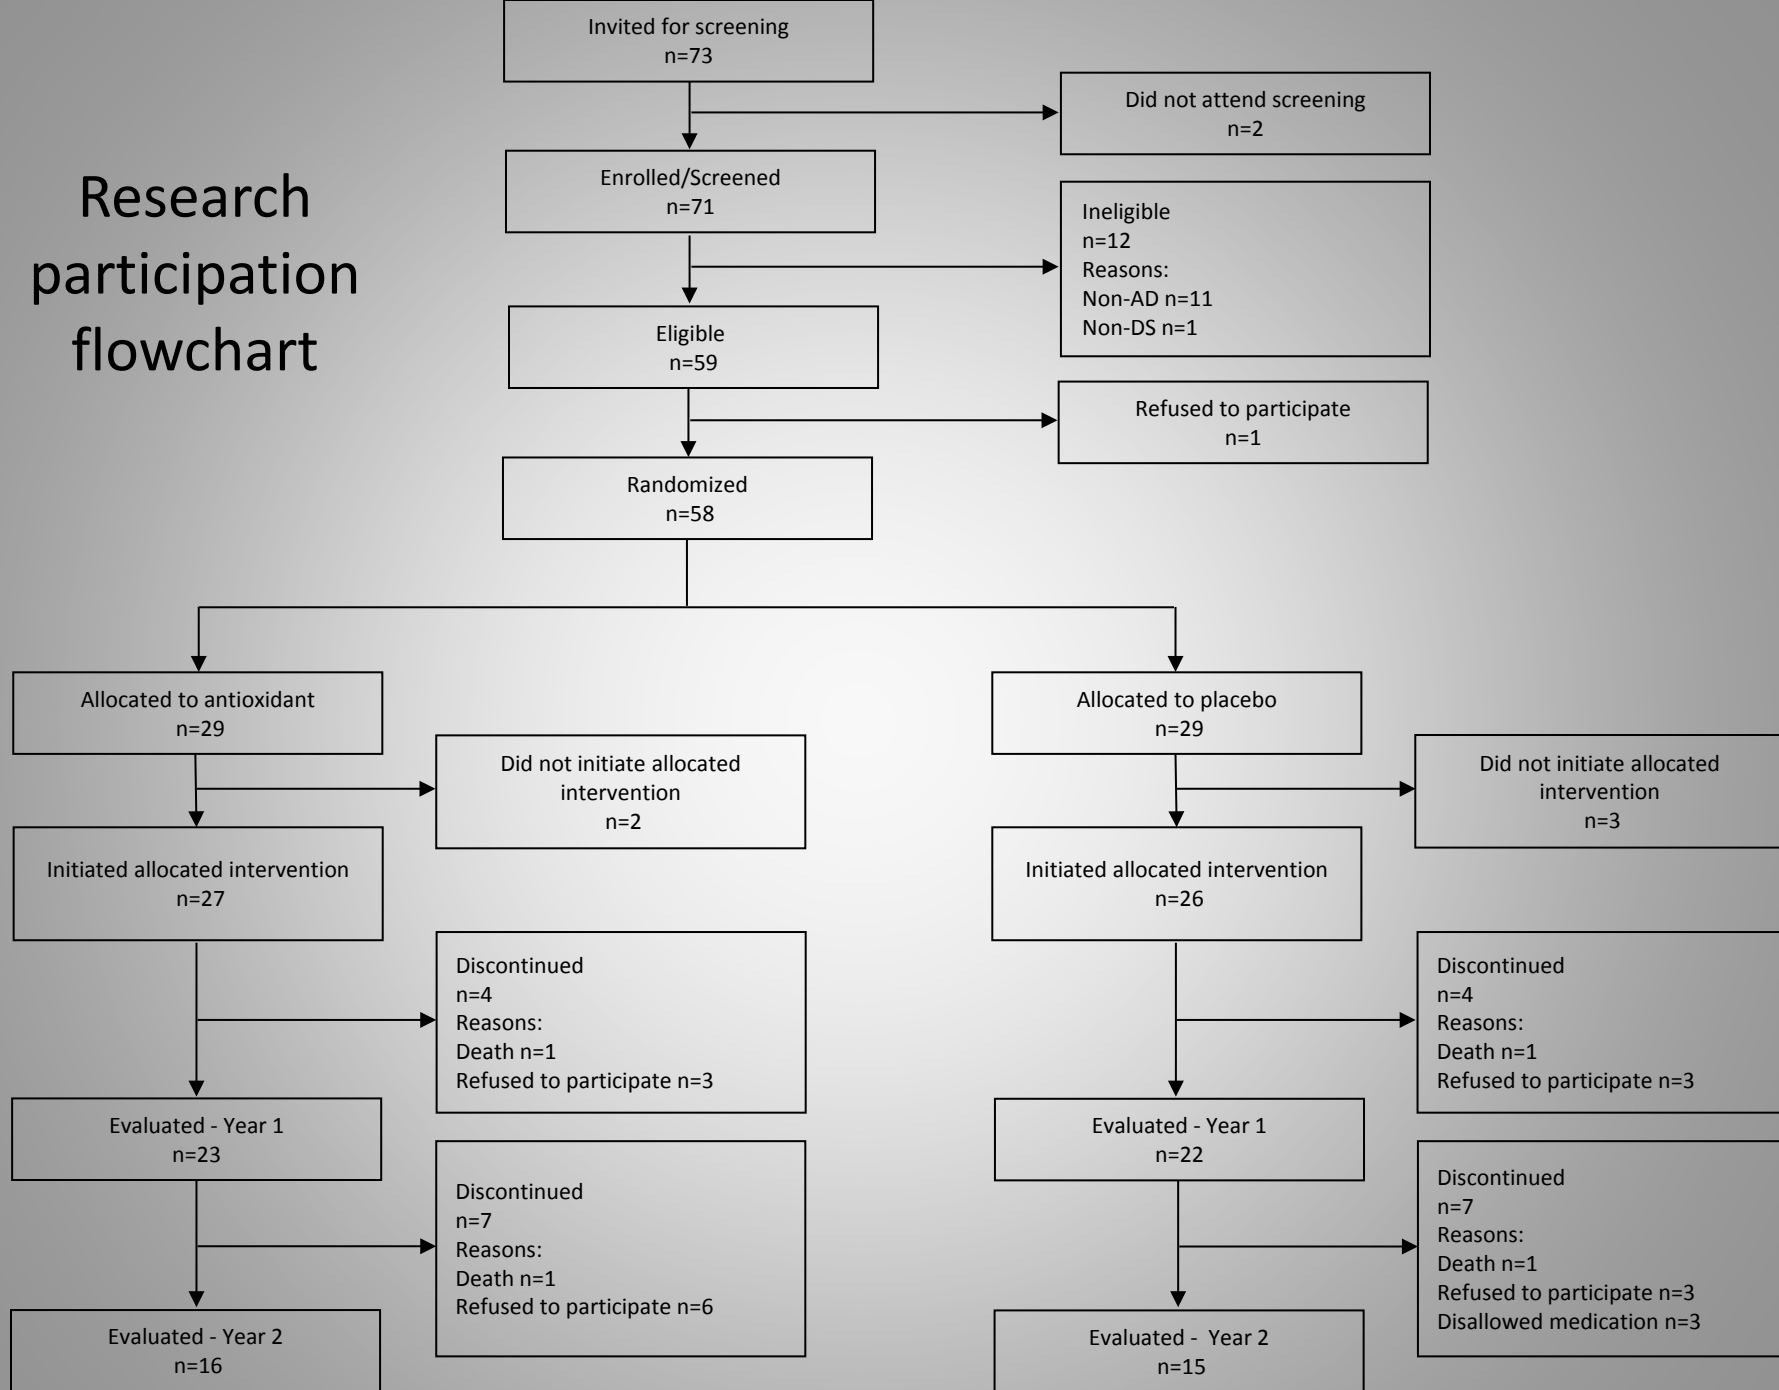 Invited for screening
n=73
Did not attend screening
n=2
Research
participation
flowchart
Enrolled/Screened
n=71
Ineligible
n=12
Reasons:
Non-AD n=11
Non-DS n=1
Eligible
n=59
Refused to participate
n=1
Randomized
n=58
Allocated to antioxidant
n=29
Did not initiate allocated
intervention
n=2
Initiated allocated intervention
n=27
Discontinued
n=4
Reasons:
Death n=1
Refused to participate n=3
Evaluated - Year 1
n=23
Discontinued
n=7
Reasons:
Death n=1
Refused to participate n=6
Evaluated - Year 2
n=16
Allocated to placebo
n=29
Did not initiate allocated
intervention
n=3
Initiated allocated intervention
n=26
Discontinued
n=4
Reasons:
Death n=1
Refused to participate n=3
Evaluated - Year 1
n=22
Discontinued
n=7
Reasons:
Death n=1
Refused to participate n=3
Disallowed medication n=3
Evaluated -  Year 2
n=15